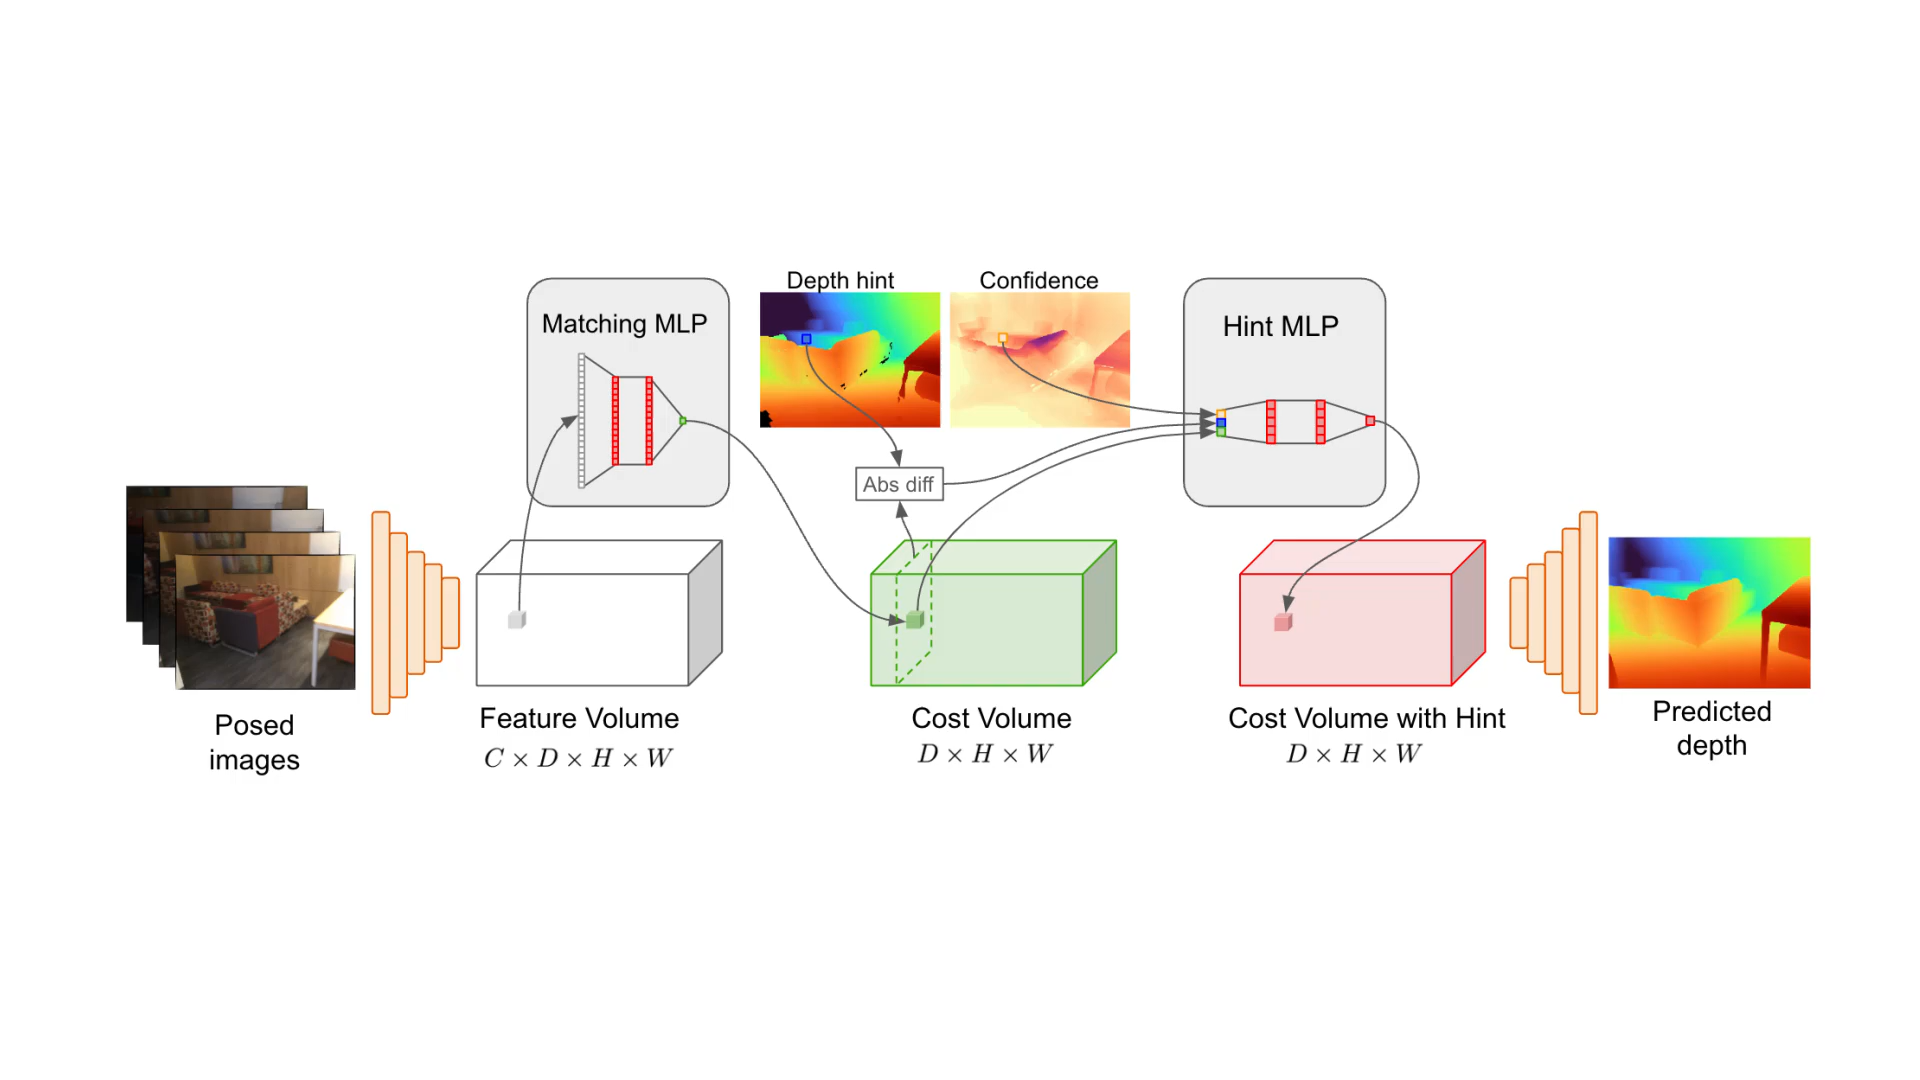 Depth hint
Confidence
Matching MLP
Hint MLP
Abs diff
Posed
images
Feature Volume
C × D × H × W
Cost Volume
D × H × W
Cost Volume with Hint
D × H × W
Predicted
depth